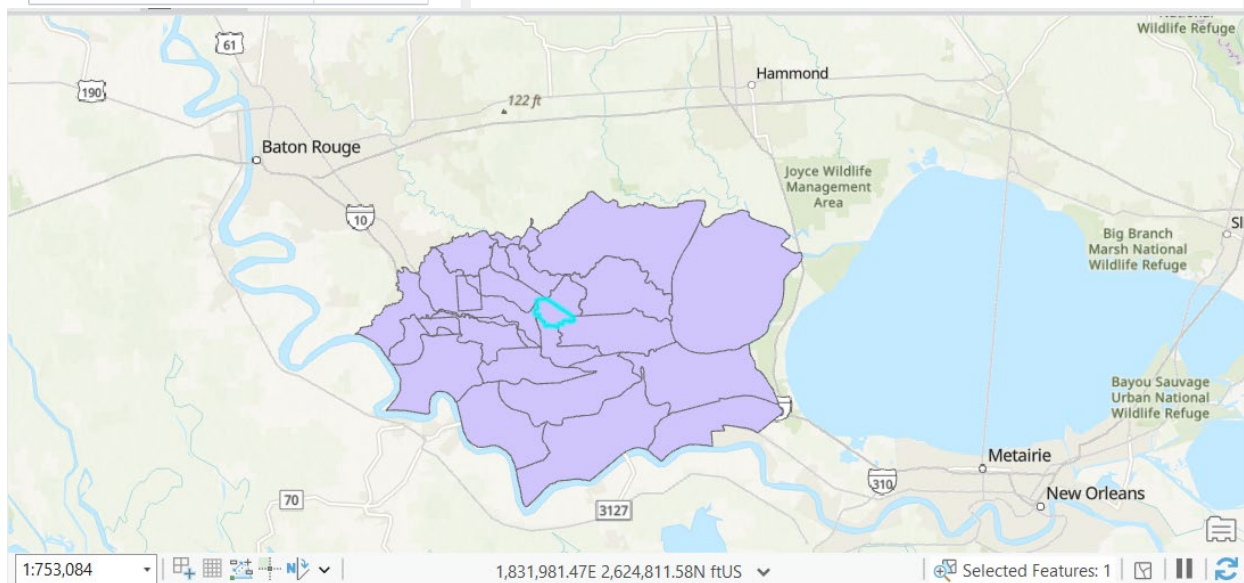 Wildlife Refuge
61
Hammond
190
122 ft
Baton Rouge
Joyce Wildlife
Management
Area
10
Big Branch
Marsh National
Wildlife Refuge
Bayou Sauvage
Urban National
Wildlife Refuge
Metairie
310
70
New Orleans
3127
1:753,084
N
1,831,981.47E 2,624,811.58N ftUS
Selected Features: 1